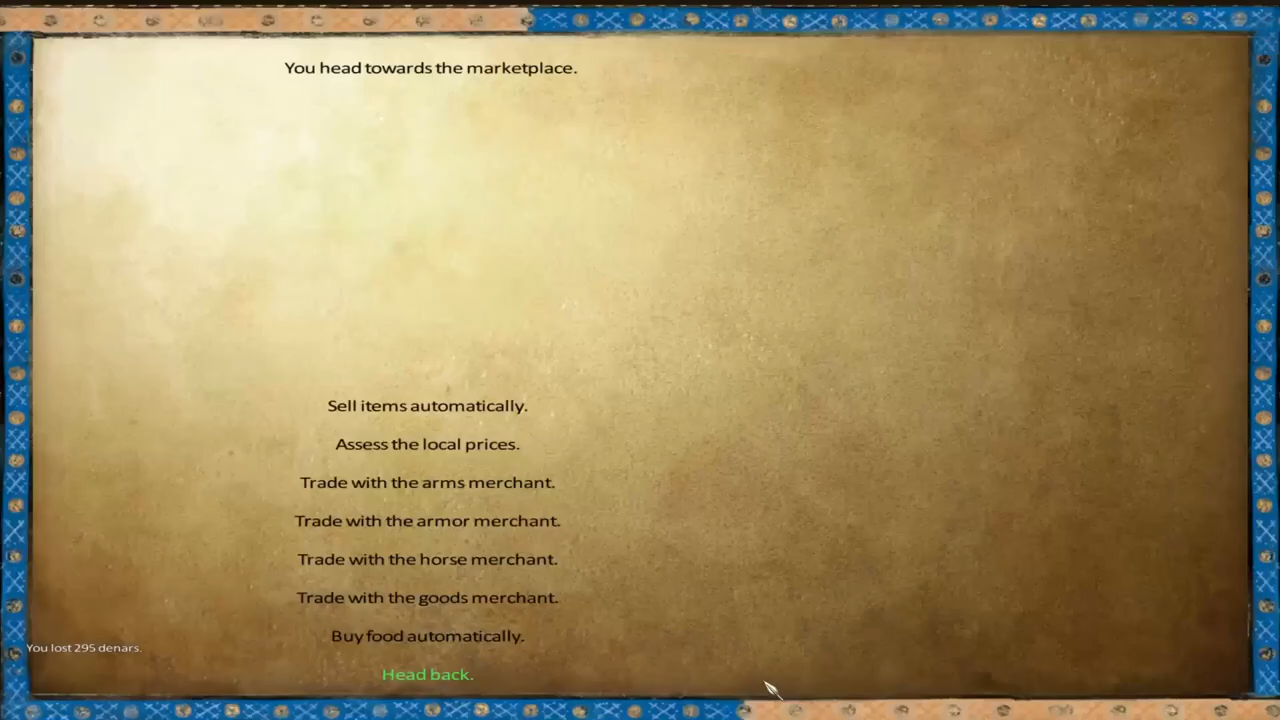 You head towards the marketplace.
Sell items automatically.
Assess the local prices.
Trade with the arms merchant.
Trade with the armor merchant.
Trade with the horse merchant.
Trade with the goods merchant.
Buy food automatically.
You lost 295 denars.
Head back.